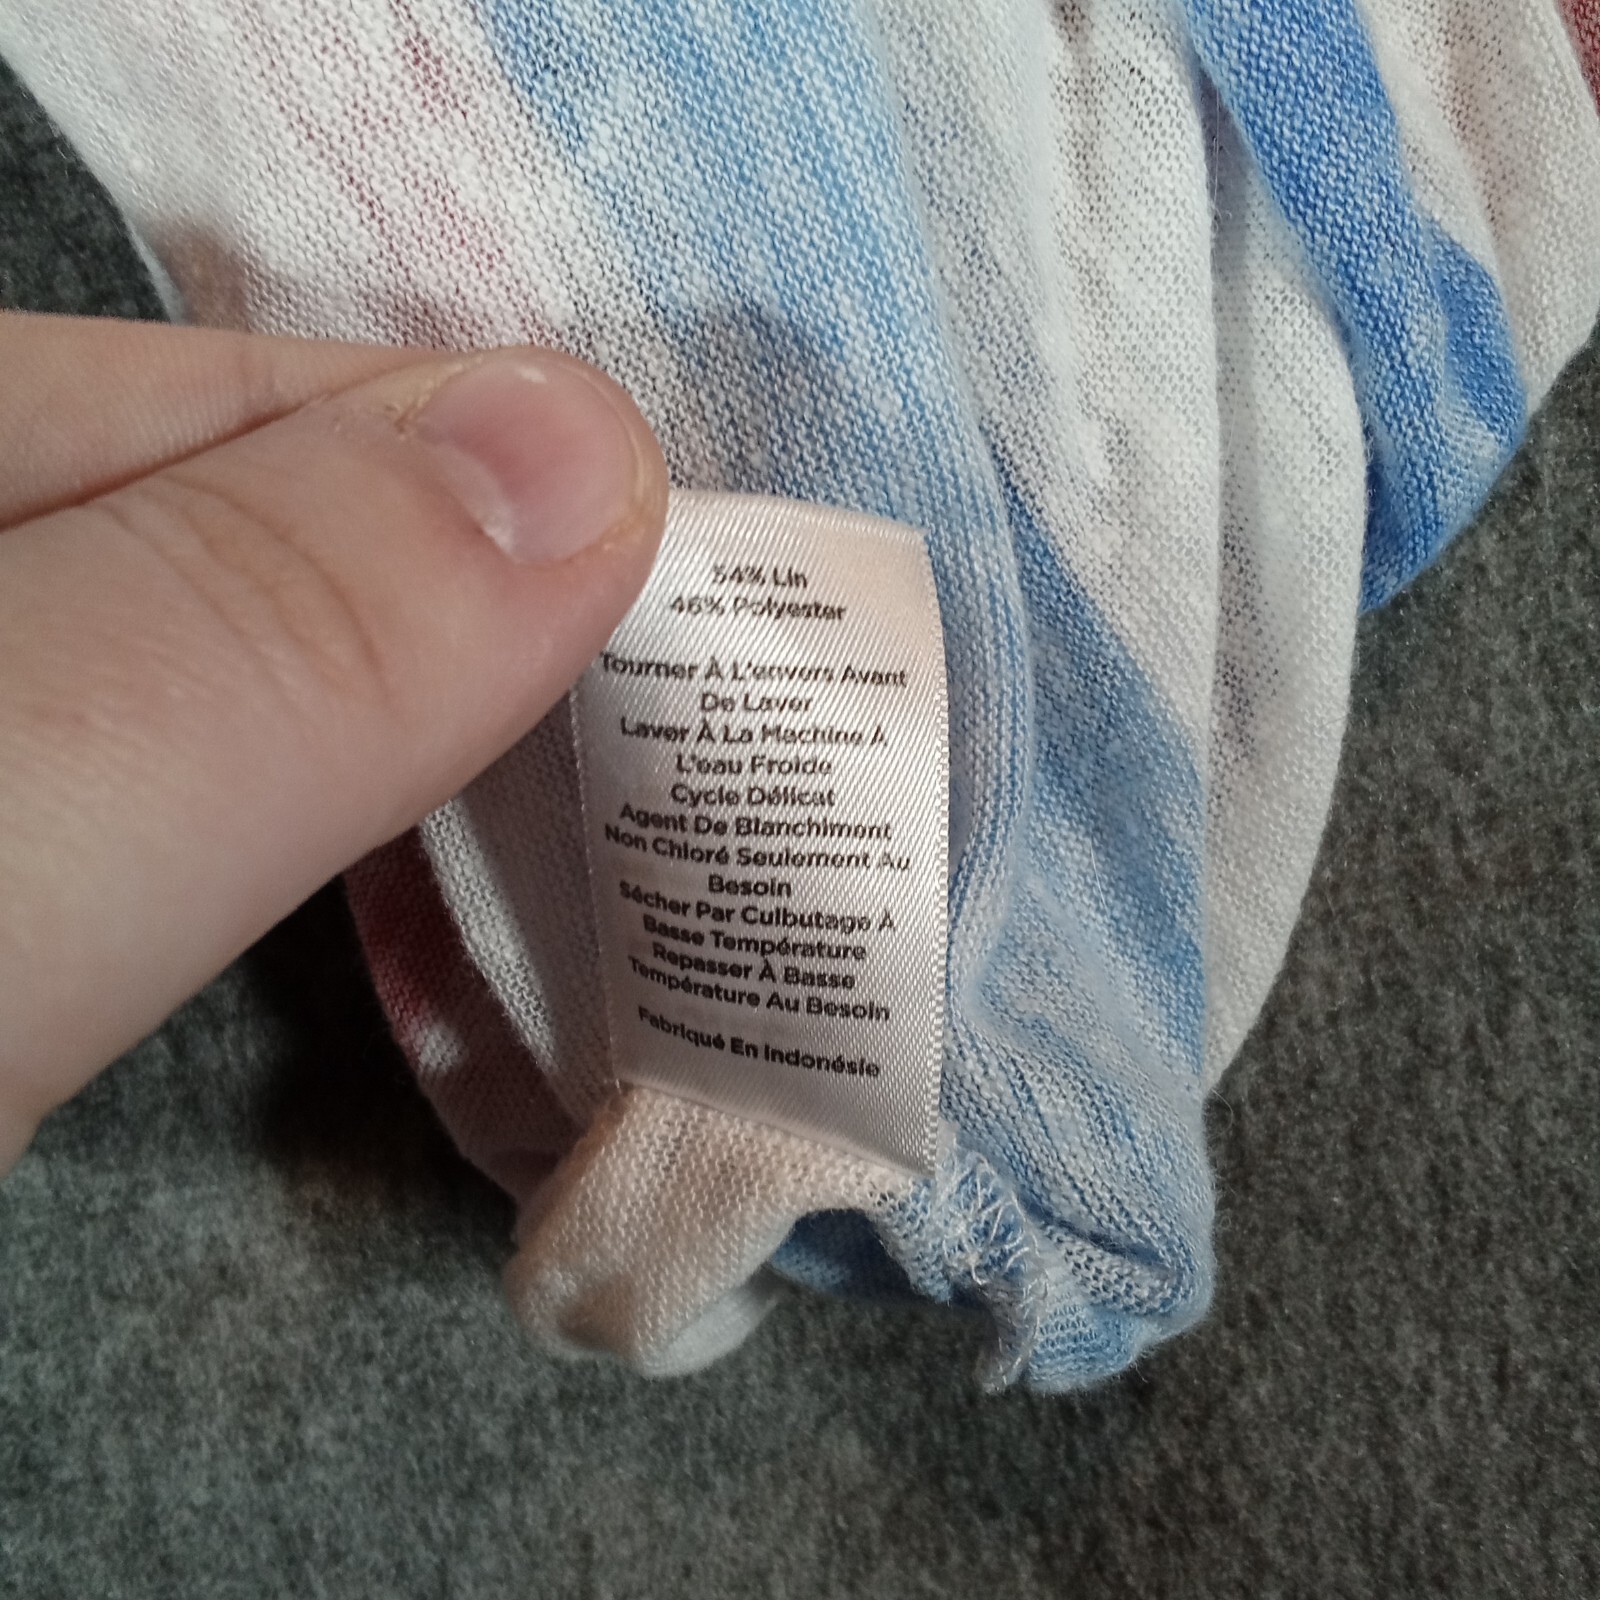 54% Lin
46% Polyester
Tourner À L'envers Avant
De Laver
Laver À La Machine À
L'eau Froide
Cycle Délicat
Agent De Blanchiment
Non Chloré Seulement Au
Besoin
Sécher Par Culbutage À
Basse Température
Repasser À Basse
Température Au Besoin
Fabriqué En Indonésie